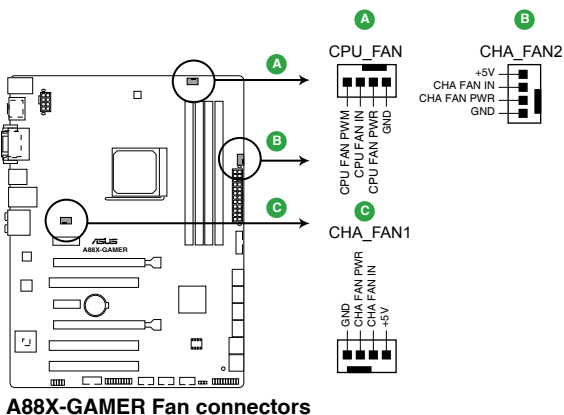 A
B
CPU_FAN
CHA_FAN2
A
+5V
CHA FAN IN
CHA FAN PWR
GND
CPU FAN PWM
CPU FAN IN
CPU FAN PWR
GND
B
C
C
CHA_FAN1
GND
CHA FAN PWR
CHA FAN IN
+5V
ASUS
A88X-GAMER
A88X-GAMER Fan connectors